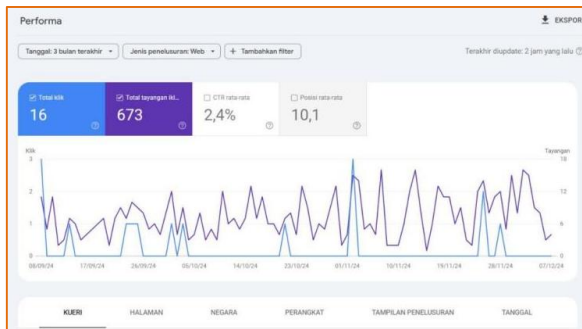 Performa
EKSPOR
Tanggal: 3 bulan terakhir
Jenis penelusuran: Web
+ Tambahkan filter
Terakhir diupdate: 2 jam yang lalu
Total klik
16
Total tayangan ikl...
673
CTR rata-rata
2,4%
Posisi rata-rata
10,1
Klik
Tayangan
3
2
1
0
18
12
6
0
08/09/24
17/09/24
26/09/24
05/10/24
14/10/24
23/10/24
01/11/24
10/11/24
19/11/24
28/11/24
07/12/24
KUERI
HALAMAN
NEGARA
PERANGKAT
TAMPILAN PENELUSURAN
TANGGAL